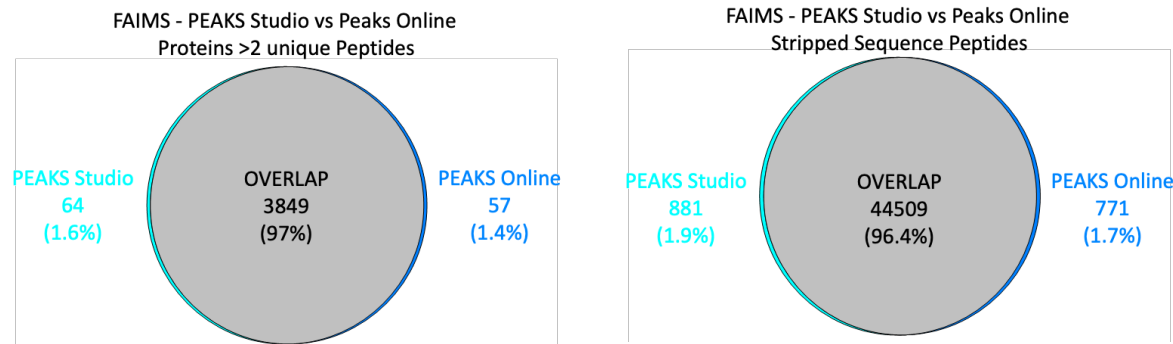 FAIMS - PEAKS Studio vs Peaks Online
Proteins >2 unique Peptides
PEAKS Studio
64
(1.6%)
OVERLAP
3849
(97%)
PEAKS Online
57
(1.4%)
FAIMS - PEAKS Studio vs Peaks Online
Stripped Sequence Peptides
PEAKS Studio
881
(1.9%)
OVERLAP
44509
(96.4%)
PEAKS Online
771
(1.7%)